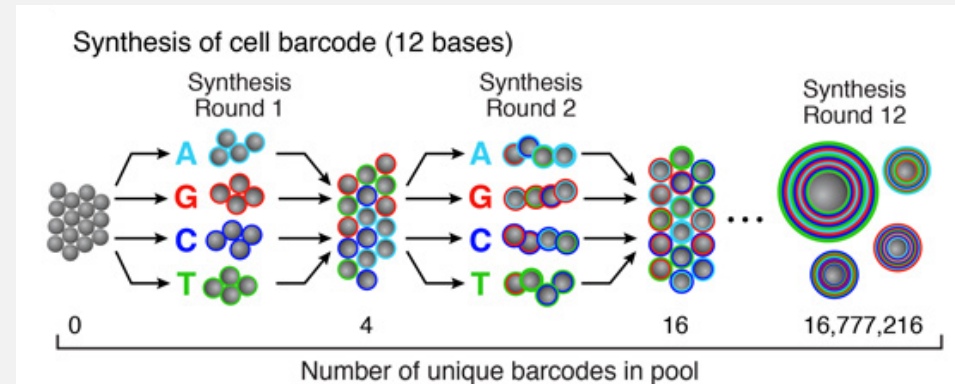 Synthesis of cell barcode (12 bases)
Synthesis
Round 1
Synthesis
Round 2
Synthesis
Round 12
A
G
C
T
A
G
C
T
...
0
4
16
16,777,216
Number of unique barcodes in pool